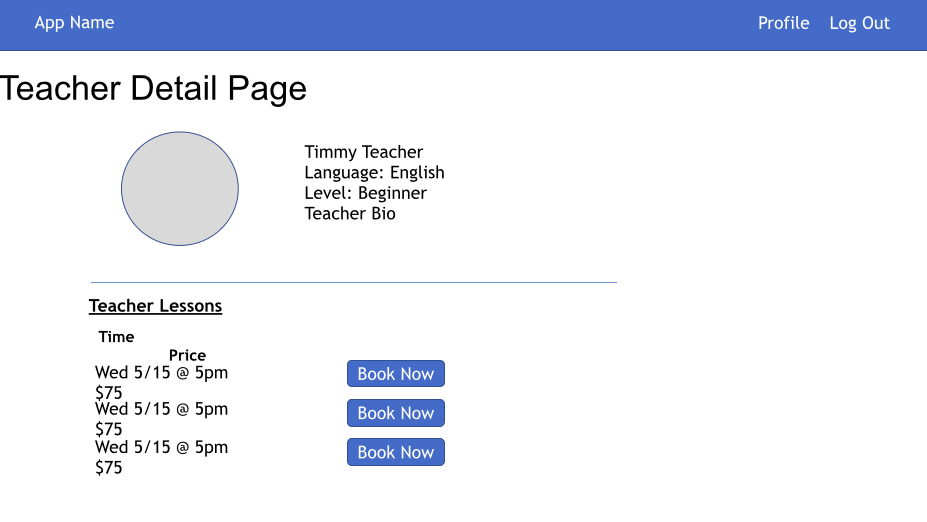 App Name
Profile Log Out
Teacher Detail Page
Timmy Teacher
Language: English
Level: Beginner
Teacher Bio
Teacher Lessons
Time
Price
Wed 5/15 @ 5pm
$75
Book Now
Wed 5/15 @ 5pm
$75
Book Now
Wed 5/15 @ 5pm
$75
Book Now